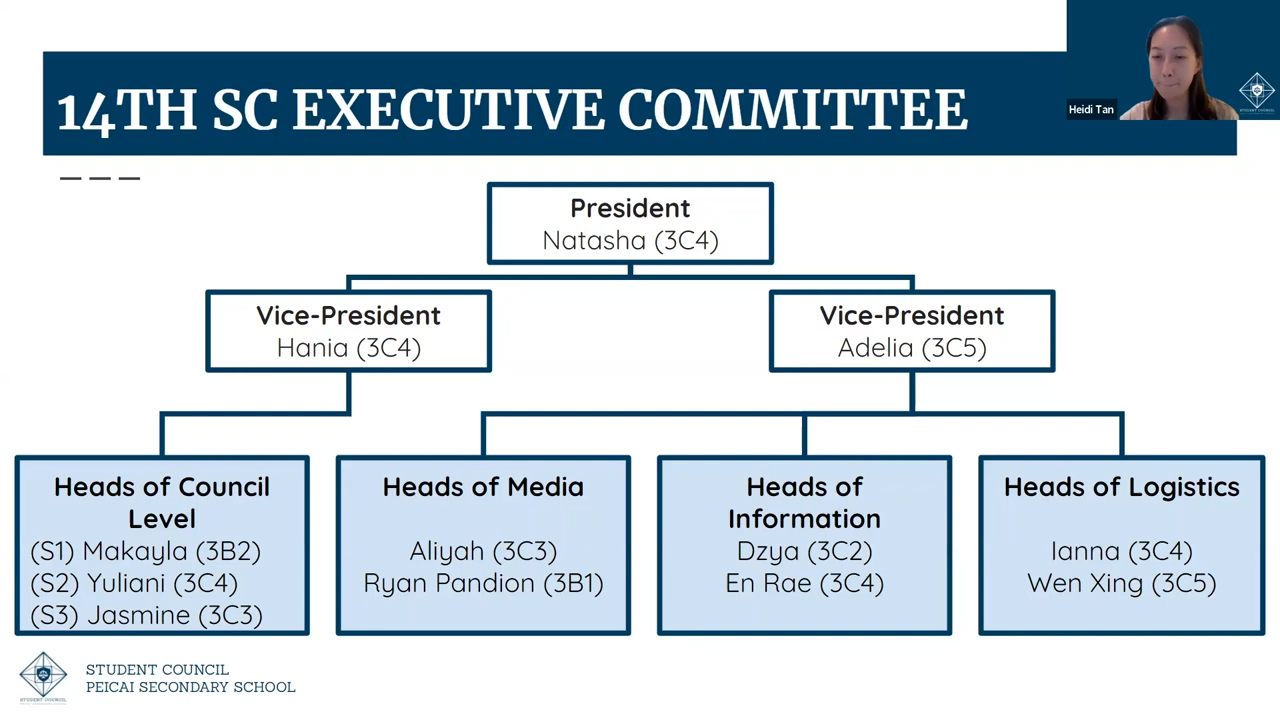 14TH SC EXECUTIVE COMMITTEE
Heidi Tan
President
Natasha (3C4)
Vice-President
Hania (3C4)
Vice-President
Adelia (3C5)
Heads of Council
Level
(S1) Makayla (3B2)
(S2) Yuliani (3C4)
(S3) Jasmine (3C3)
Heads of Media
Aliyah (3C3)
Ryan Pandion (3B1)
Heads of
Information
Dzya (3C2)
En Rae (3C4)
Heads of Logistics
Ianna (3C4)
Wen Xing (3C5)
STUDENT COUNCIL
STUDENT COUNCIL
PEICAI SECONDARY SCHOOL